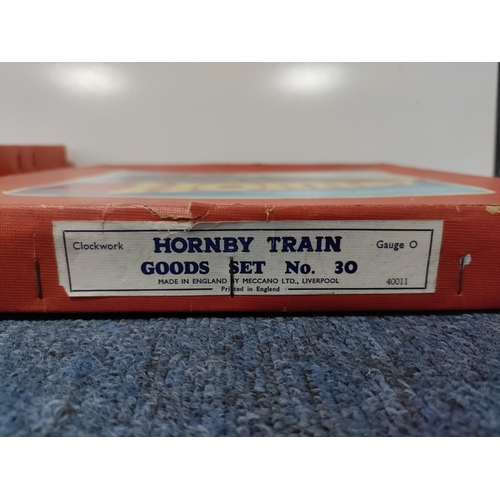 Clockwork HORNBY TRAIN Gauge O
GOODS SET No. 30
MADE IN ENGLAND BY MECCANO LTD., LIVERPOOL 40011
Printed in England